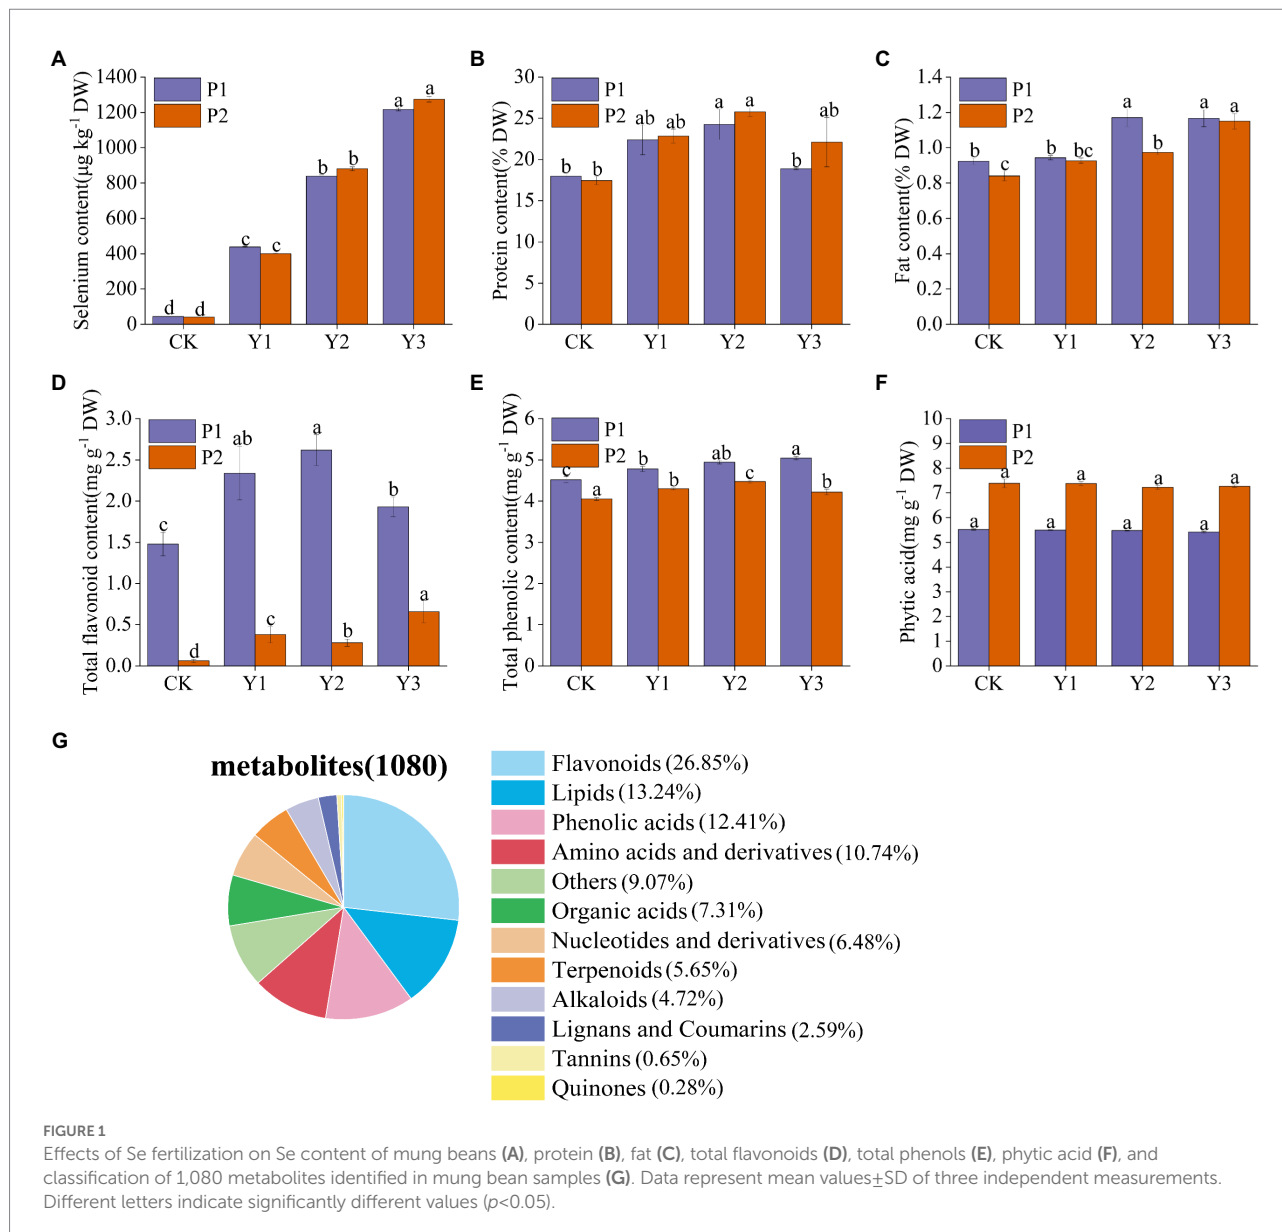 A
Selenium content(μg kg⁻¹ DW)
1400
1200
1000
800
600
400
200
0
P1
P2
d
d
c
c
b
b
a
a
CK
Y1
Y2
Y3
B
Protein content(% DW)
30
25
20
15
10
5
0
P1
P2
b
b
ab
ab
a
a
b
ab
CK
Y1
Y2
Y3
C
Fat content(% DW)
1.4
1.2
1.0
0.8
0.6
0.4
0.2
0.0
P1
P2
b
c
b
bc
a
b
a
a
CK
Y1
Y2
Y3
D
Total flavonoid content(mg g⁻¹ DW)
3.0
2.5
2.0
1.5
1.0
0.5
0.0
P1
P2
c
d
ab
c
a
b
b
a
CK
Y1
Y2
Y3
E
Total phenolic content(mg g⁻¹ DW)
6
5
4
3
2
1
0
P1
P2
c
a
b
b
ab
c
a
b
CK
Y1
Y2
Y3
F
Phytic acid(mg g⁻¹ DW)
10
9
8
7
6
5
4
3
2
1
0
P1
P2
a
a
a
a
a
a
a
a
CK
Y1
Y2
Y3
G
metabolites(1080)
Flavonoids (26.85%)
Lipids (13.24%)
Phenolic acids (12.41%)
Amino acids and derivatives (10.74%)
Others (9.07%)
Organic acids (7.31%)
Nucleotides and derivatives (6.48%)
Terpenoids (5.65%)
Alkaloids (4.72%)
Lignans and Coumarins (2.59%)
Tannins (0.65%)
Quinones (0.28%)
FIGURE 1
Effects of Se fertilization on Se content of mung beans (A), protein (B), fat (C), total flavonoids (D), total phenols (E), phytic acid (F), and
classification of 1,080 metabolites identified in mung bean samples (G). Data represent mean values±SD of three independent measurements.
Different letters indicate significantly different values (p<0.05).